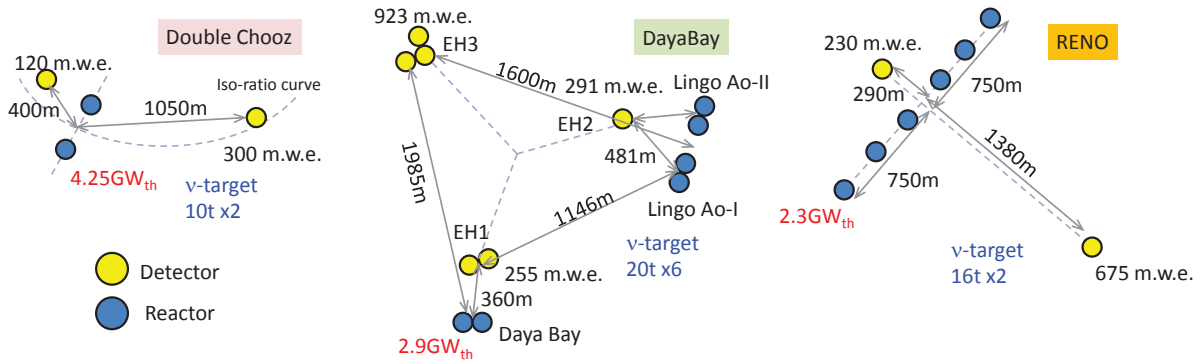 Double Chooz
120 m.w.e.
400m
1050m
Iso-ratio curve
300 m.w.e.
4.25GWth
ν-target
10t x2
Detector
Reactor
923 m.w.e.
EH3
DayaBay
1600m
291 m.w.e.
Lingo Ao-II
EH2
481m
1985m
1146m
Lingo Ao-I
EH1
255 m.w.e.
ν-target
20t x6
360m
Daya Bay
2.9GWth
RENO
230 m.w.e.
290m
750m
1380m
750m
2.3GWth
ν-target
16t x2
675 m.w.e.